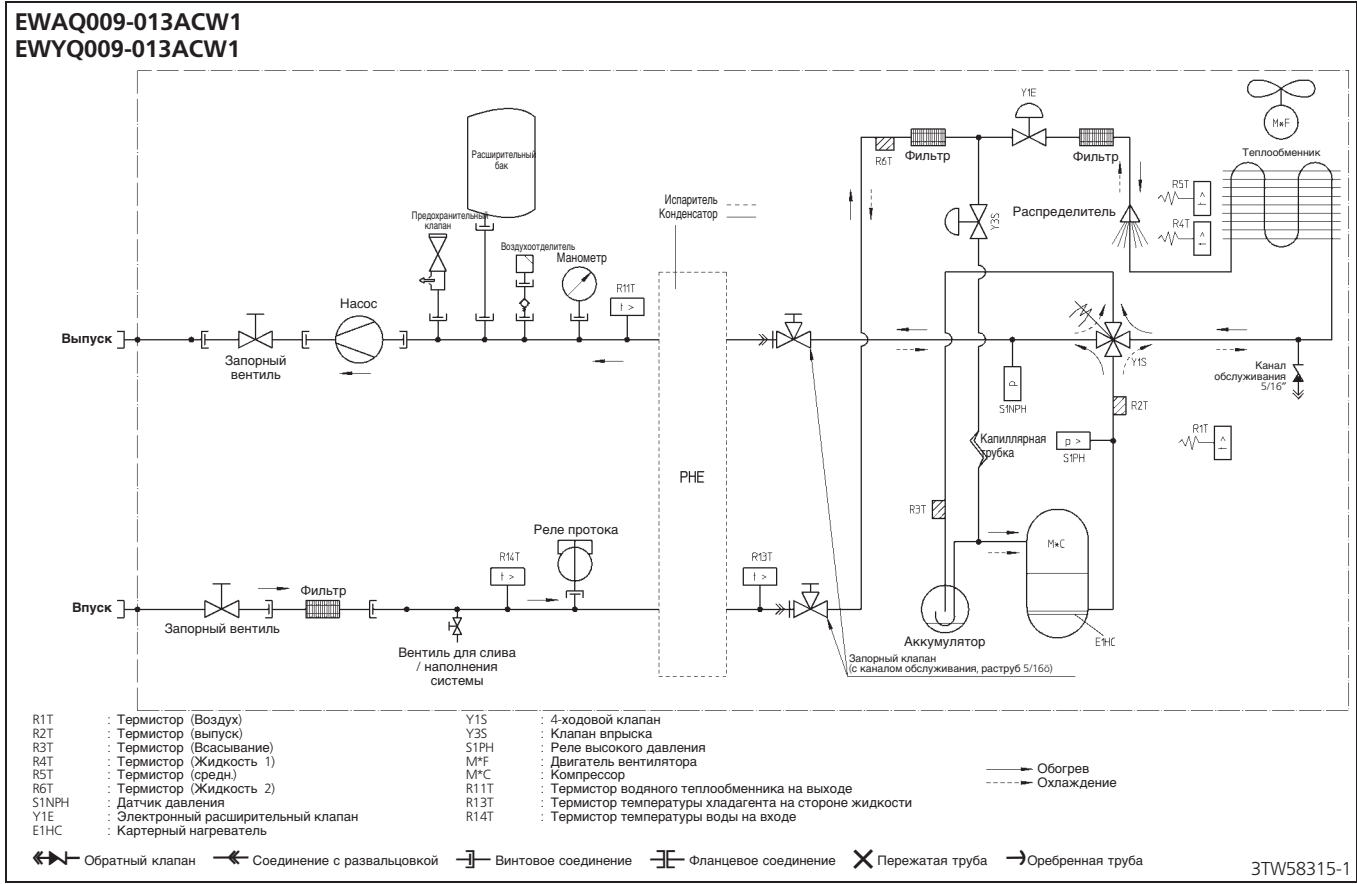 EWAQ009-013ACW1
EWYQ009-013ACW1
Y1E
M*F
Расширительный
бак
R6T
Фильтр
Фильтр
Теплообменник
R5T
Испаритель
Конденсатор
Предохранительный
клапан
Y3S
Распределитель
R4T
Воздухоотделитель
Манометр
R11T
t >
Насос
Выпуск
Запорный
вентиль
Y1S
Канал
обслуживания
5/16"
p
S1NPH
R2T
Капиллярная
трубка
p >
S1PH
R1T
PHE
R3T
M*C
Реле протока
R14T
t >
R13T
t >
Фильтр
Впуск
Запорный вентиль
Вентиль для слива
/ наполнения
системы
Аккумулятор
E1HC
Запорный клапан
(с каналом обслуживания, раструб 5/16ö)
R1T : Термистор (Воздух)
R2T : Термистор (выпуск)
R3T : Термистор (Всасывание)
R4T : Термистор (Жидкость 1)
R5T : Термистор (средн.)
R6T : Термистор (Жидкость 2)
S1NPH : Датчик давления
Y1E : Электронный расширительный клапан
E1HC : Картерный нагреватель
Y1S : 4-ходовой клапан
Y3S : Клапан впрыска
S1PH : Реле высокого давления
M*F : Двигатель вентилятора
M*C : Компрессор
R11T : Термистор водяного теплообменника на выходе
R13T : Термистор температуры хладагента на стороне жидкости
R14T : Термистор температуры воды на входе
Обогрев
Охлаждение
Обратный клапан
Соединение с развальцовкой
Винтовое соединение
Фланцевое соединение
Пережатая труба
Оребренная труба
3TW58315-1